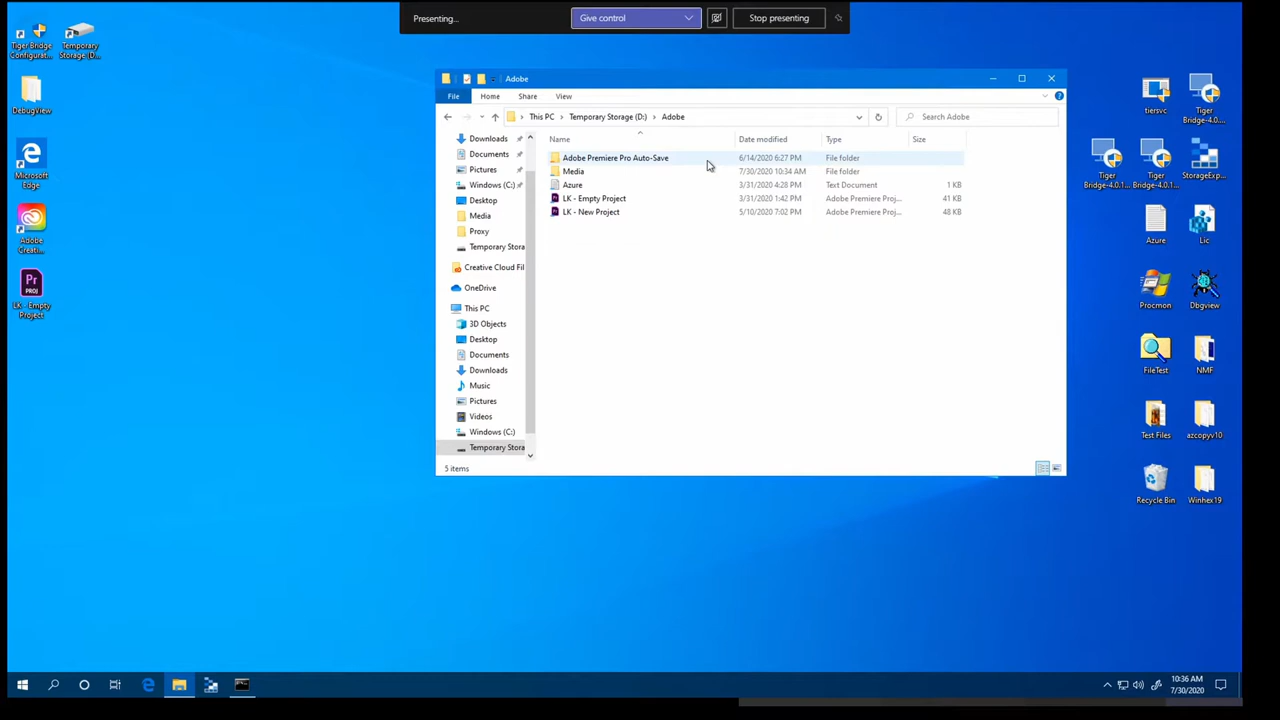 Presenting...
Give control
Stop presenting
Tiger Bridge Configurat...
Temporary Storage (D...
Debugview
Microsoft Edge
Adobe Creati...
LK - Empty Project
Adobe
File Home Share View
This PC > Temporary Storage (D:) > Adobe
Search Adobe
Name Date modified Type Size
Adobe Premiere Pro Auto-Save 6/14/2020 6:27 PM File folder
Media 7/30/2020 10:34 AM File folder
Azure 3/31/2020 4:28 PM Text Document 1 KB
LK - Empty Project 3/31/2020 1:42 PM Adobe Premiere Proj... 41 KB
LK - New Project 5/10/2020 7:02 PM Adobe Premiere Proj... 48 KB
Downloads
Documents
Pictures
Windows (C:)
Desktop
Media
Proxy
Temporary Stora
Creative Cloud Fil
OneDrive
This PC
3D Objects
Desktop
Documents
Downloads
Music
Pictures
Videos
Windows (C:)
Temporary Stora
5 items
tiersvc
Tiger Bridge-4.0....
Tiger Bridge-4.0.1...
Tiger Bridge-4.0.1...
StorageExp...
Azure
Lic
Procmon
Dbgview
FileTest
NMF
Test Files
azcopyv10
Recycle Bin
Winhex19
10:36 AM
7/30/2020